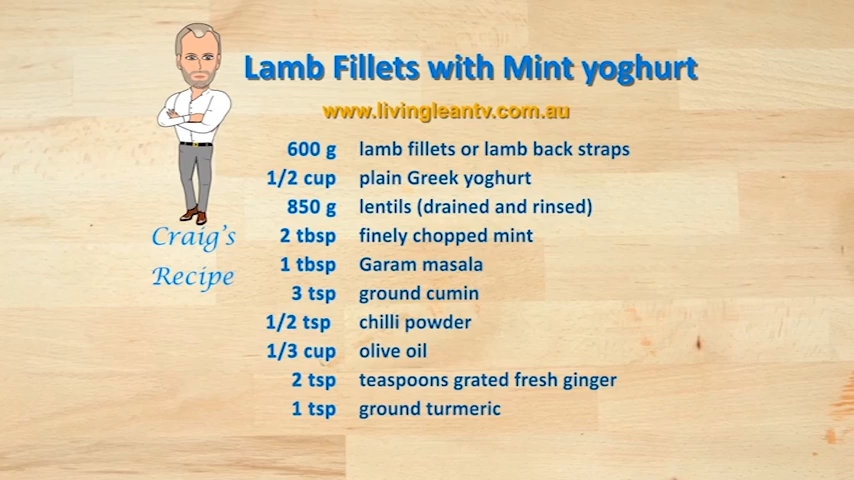 Lamb Fillets with Mint yoghurt
www.livingleantv.com.au
600 g lamb fillets or lamb back straps
1/2 cup plain Greek yoghurt
850 g lentils (drained and rinsed)
2 tbsp finely chopped mint
1 tbsp Garam masala
3 tsp ground cumin
1/2 tsp chilli powder
1/3 cup olive oil
2 tsp teaspoons grated fresh ginger
1 tsp ground turmeric
Craig's
Recipe